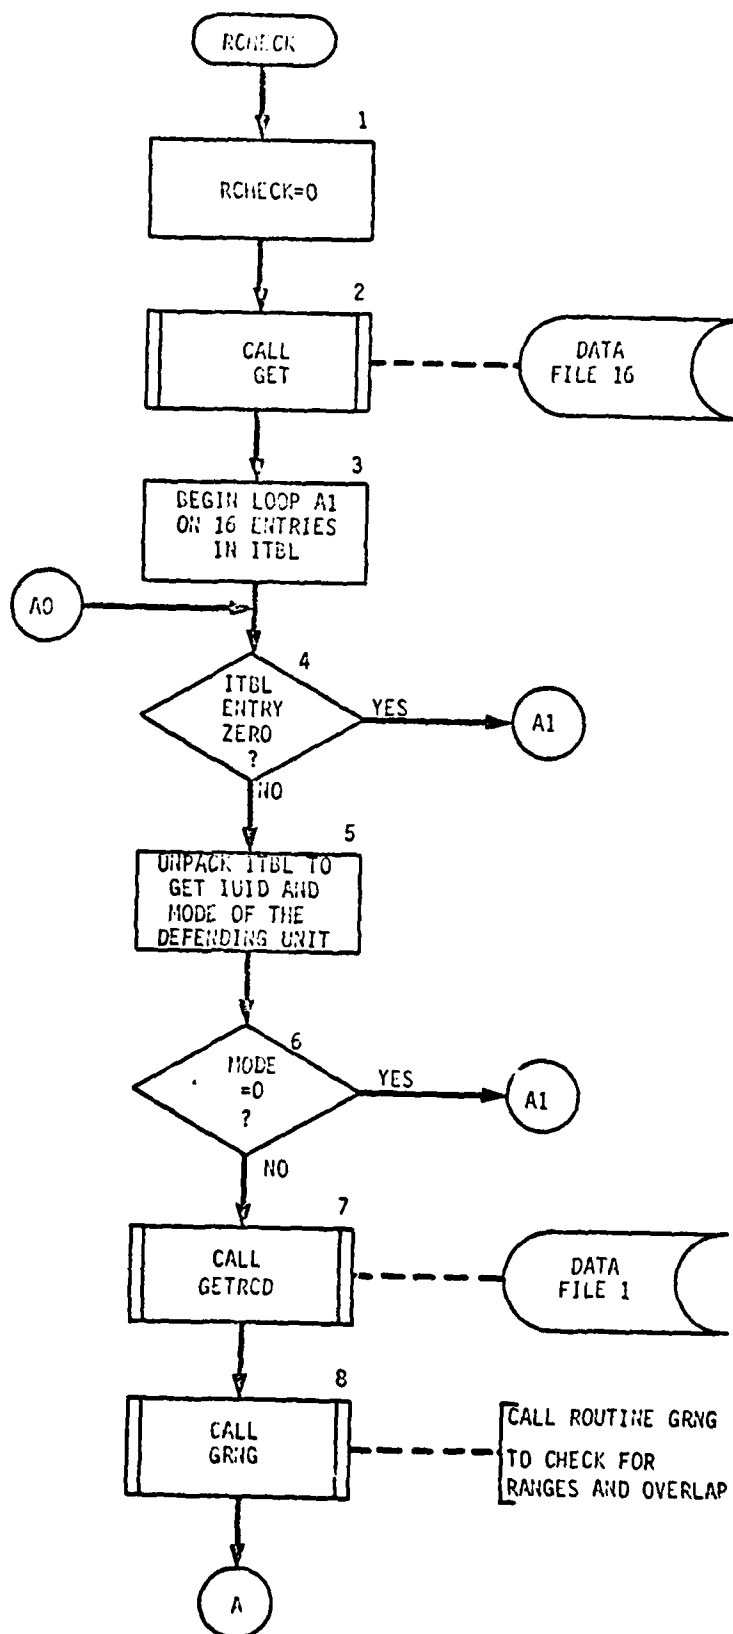 RCHECK
1
RCHECK=0
2
CALL
GET
DATA
FILE 16
3
BEGIN LOOP A1
ON 16 ENTRIES
IN ITBL
A0
4
ITBL
ENTRY
ZERO
?
YES
A1
NO
5
UNPACK ITBL TO
GET IUID AND
MODE OF THE
DEFENDING UNIT
6
MODE
=0
?
YES
A1
NO
7
CALL
GETRCD
DATA
FILE 1
8
CALL
GRNG
CALL ROUTINE GRNG
TO CHECK FOR
RANGES AND OVERLAP
A